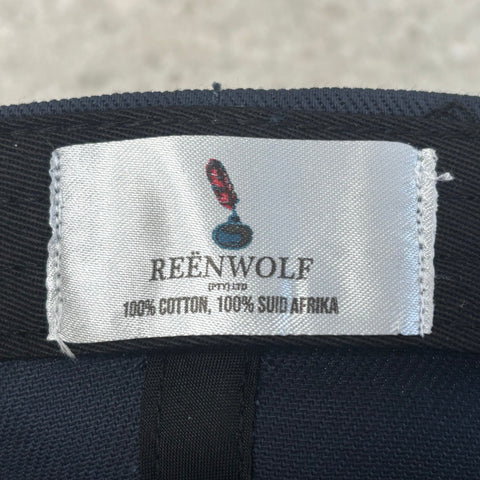 REËNWOLF
(PTY) LTD
100% COTTON, 100% SUID AFRIKA